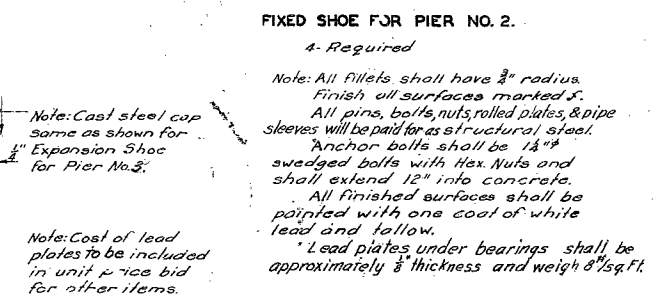 FIXED SHOE FOR PIER NO. 2.
4- Required
Note: All fillets shall have 3/4" radius.
Finish all surfaces marked f.
All pins, bolts, nuts, rolled plates, & pipe
sleeves will be paid for as structural steel.
Anchor bolts shall be 1 1/4"ø
swedged bolts with Hex. Nuts and
shall extend 12" into concrete.
All finished surfaces shall be
painted with one coat of white
lead and tallow.
Lead plates under bearings shall be
approximately 1/8" thickness and weigh 8#/sq.Ft.
Note: Cast steel cap
same as shown for
Expansion Shoe
for Pier No.3.
1/4"
Note: Cost of lead
plates to be included
in unit price bid
for other items.